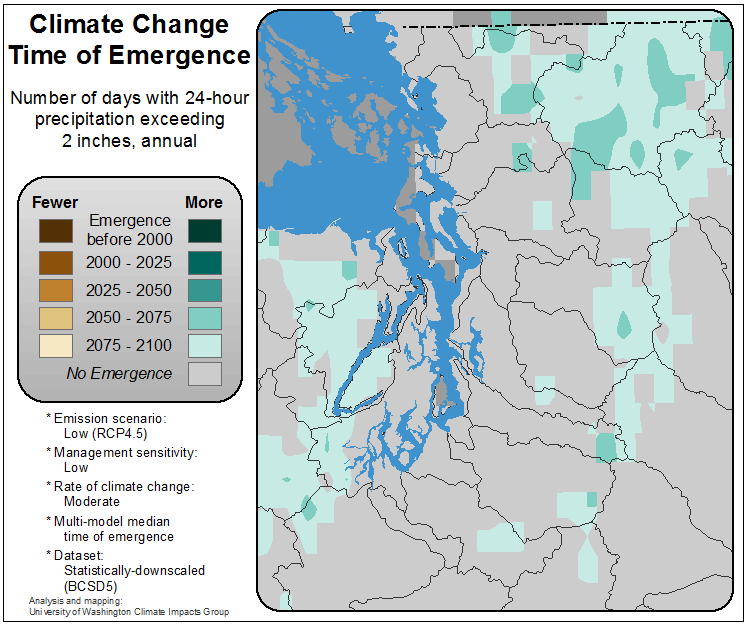 Climate Change
Time of Emergence
Number of days with 24-hour
precipitation exceeding
2 inches, annual
Fewer More
Emergence
before 2000
2000 - 2025
2025 - 2050
2050 - 2075
2075 - 2100
No Emergence
* Emission scenario:
Low (RCP4.5)
* Management sensitivity:
Low
* Rate of climate change:
Moderate
* Multi-model median
time of emergence
* Dataset:
Statistically-downscaled
(BCSD5)
Analysis and mapping:
University of Washington Climate Impacts Group